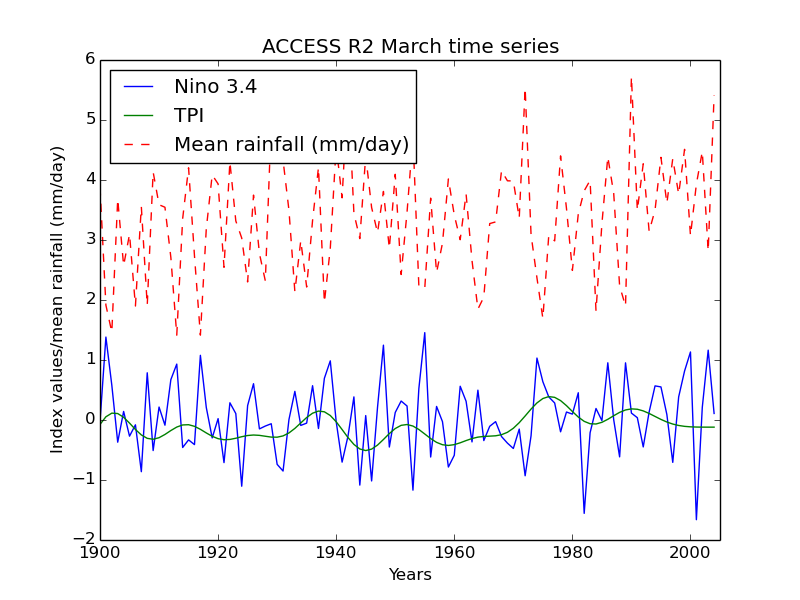 ACCESS R2 March time series
Nino 3.4
TPI
Mean rainfall (mm/day)
Index values/mean rainfall (mm/day)
6
5
4
3
2
1
0
−1
−2
1900 1920 1940 1960 1980 2000
Years